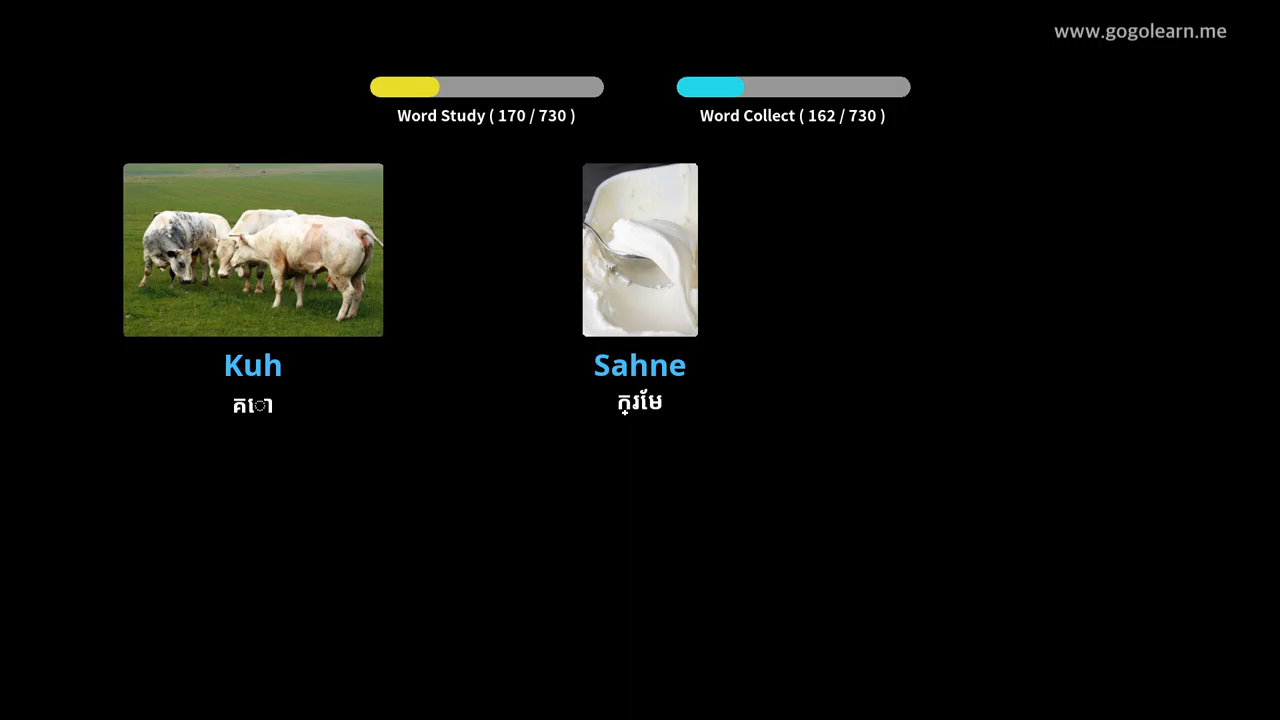 www.gogolearn.me
Word Study ( 170 / 730 )
Word Collect ( 162 / 730 )
Kuh
Sahne
គោ
ក្រមែ